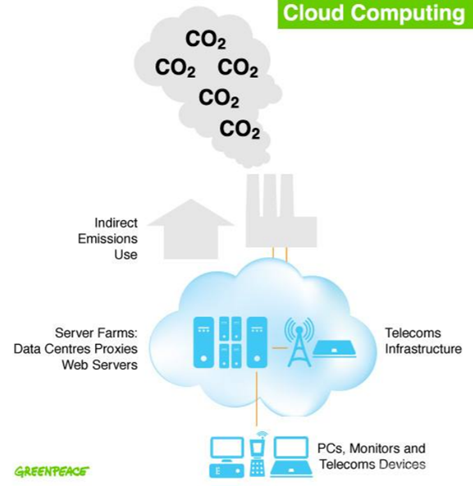 Cloud Computing
CO2
CO2 CO2
CO2
CO2
Indirect
Emissions
Use
Server Farms:
Data Centres Proxies
Web Servers
Telecoms
Infrastructure
PCs, Monitors and
Telecoms Devices
GREENPEACE